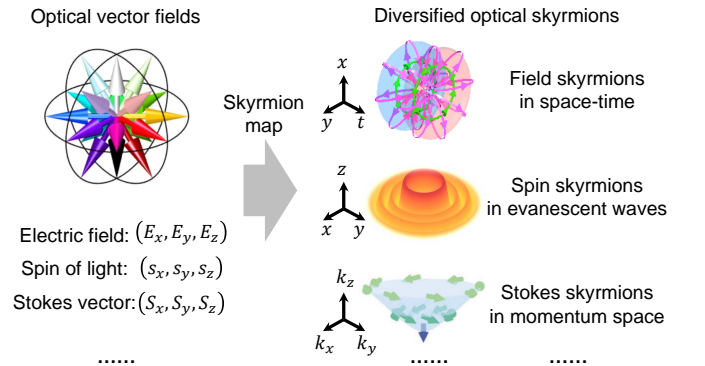 Optical vector fields
Diversified optical skyrmions
Skyrmion
map
Electric field: (E_x, E_y, E_z)
Spin of light: (s_x, s_y, s_z)
Stokes vector:(S_x, S_y, S_z)
......
x
y
t
Field skyrmions
in space-time
z
x
y
Spin skyrmions
in evanescent waves
k_z
k_x
k_y
Stokes skyrmions
in momentum space
......
......